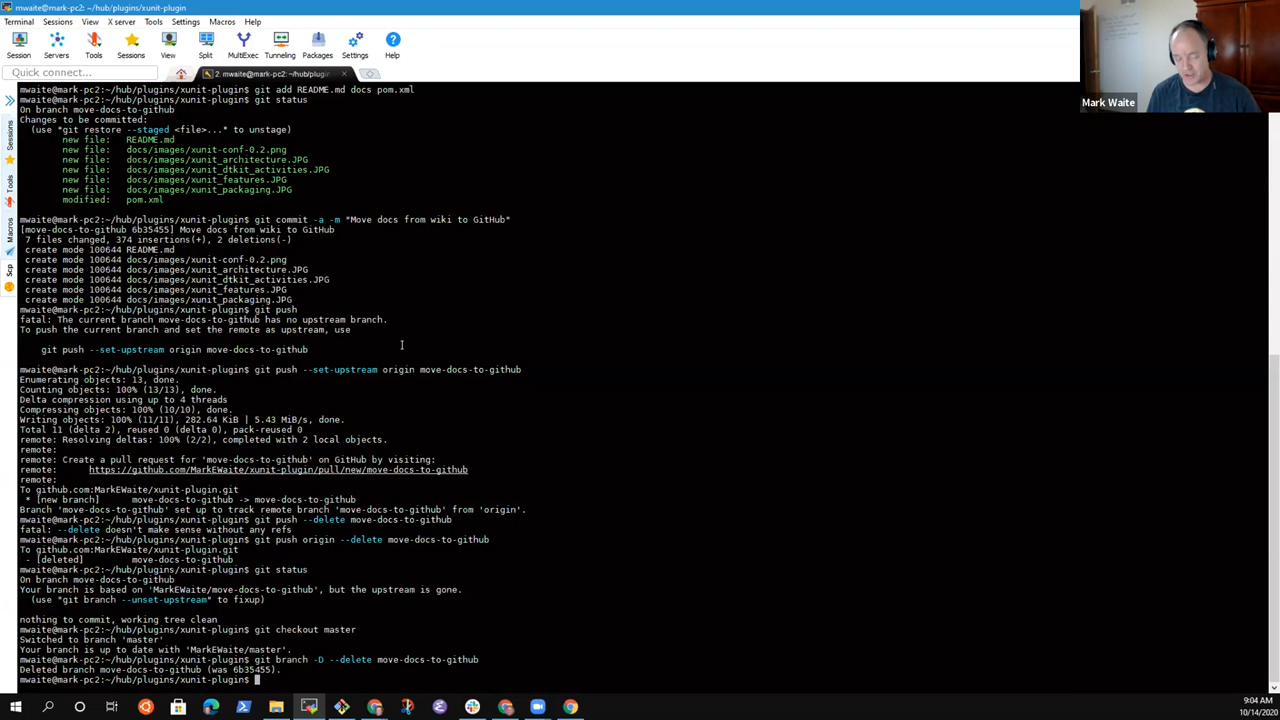 mwaite@mark-pc2:~/hub/plugins/xunit-plugin
Terminal Sessions View X server Tools Settings Macros Help
Session Servers Tools Sessions View Split MultiExec Tunneling Packages Settings Help
Quick connect...
2: mwaite@mark-pc2: ~/hub/plugin
Mark Waite
Sessions
Tools
Macros
Scp
mwaite@mark-pc2:~/hub/plugins/xunit-plugin$ git add README.md docs pom.xml
mwaite@mark-pc2:~/hub/plugins/xunit-plugin$ git status
On branch move-docs-to-github
Changes to be committed:
(use "git restore --staged <file>..." to unstage)
new file: README.md
new file: docs/images/xunit-conf-0.2.png
new file: docs/images/xunit_architecture.JPG
new file: docs/images/xunit_dtkit_activities.JPG
new file: docs/images/xunit_features.JPG
new file: docs/images/xunit_packaging.JPG
modified: pom.xml
mwaite@mark-pc2:~/hub/plugins/xunit-plugin$ git commit -a -m "Move docs from wiki to GitHub"
[move-docs-to-github 6b35455] Move docs from wiki to GitHub
7 files changed, 374 insertions(+), 2 deletions(-)
create mode 100644 README.md
create mode 100644 docs/images/xunit-conf-0.2.png
create mode 100644 docs/images/xunit_architecture.JPG
create mode 100644 docs/images/xunit_dtkit_activities.JPG
create mode 100644 docs/images/xunit_features.JPG
create mode 100644 docs/images/xunit_packaging.JPG
mwaite@mark-pc2:~/hub/plugins/xunit-plugin$ git push
fatal: The current branch move-docs-to-github has no upstream branch.
To push the current branch and set the remote as upstream, use
git push --set-upstream origin move-docs-to-github
mwaite@mark-pc2:~/hub/plugins/xunit-plugin$ git push --set-upstream origin move-docs-to-github
Enumerating objects: 13, done.
Counting objects: 100% (13/13), done.
Delta compression using up to 4 threads
Compressing objects: 100% (10/10), done.
Writing objects: 100% (11/11), 282.64 KiB | 5.43 MiB/s, done.
Total 11 (delta 2), reused 0 (delta 0), pack-reused 0
remote: Resolving deltas: 100% (2/2), completed with 2 local objects.
remote:
remote: Create a pull request for 'move-docs-to-github' on GitHub by visiting:
remote: https://github.com/MarkEWaite/xunit-plugin/pull/new/move-docs-to-github
remote:
To github.com:MarkEWaite/xunit-plugin.git
* [new branch] move-docs-to-github -> move-docs-to-github
Branch 'move-docs-to-github' set up to track remote branch 'move-docs-to-github' from 'origin'.
mwaite@mark-pc2:~/hub/plugins/xunit-plugin$ git push --delete move-docs-to-github
fatal: --delete doesn't make sense without any refs
mwaite@mark-pc2:~/hub/plugins/xunit-plugin$ git push origin --delete move-docs-to-github
To github.com:MarkEWaite/xunit-plugin.git
- [deleted] move-docs-to-github
mwaite@mark-pc2:~/hub/plugins/xunit-plugin$ git status
On branch move-docs-to-github
Your branch is based on 'MarkEWaite/move-docs-to-github', but the upstream is gone.
(use "git branch --unset-upstream" to fixup)
nothing to commit, working tree clean
mwaite@mark-pc2:~/hub/plugins/xunit-plugin$ git checkout master
Switched to branch 'master'
Your branch is up to date with 'MarkEWaite/master'.
mwaite@mark-pc2:~/hub/plugins/xunit-plugin$ git branch -D --delete move-docs-to-github
Deleted branch move-docs-to-github (was 6b35455).
mwaite@mark-pc2:~/hub/plugins/xunit-plugin$
9:04 AM
10/14/2020